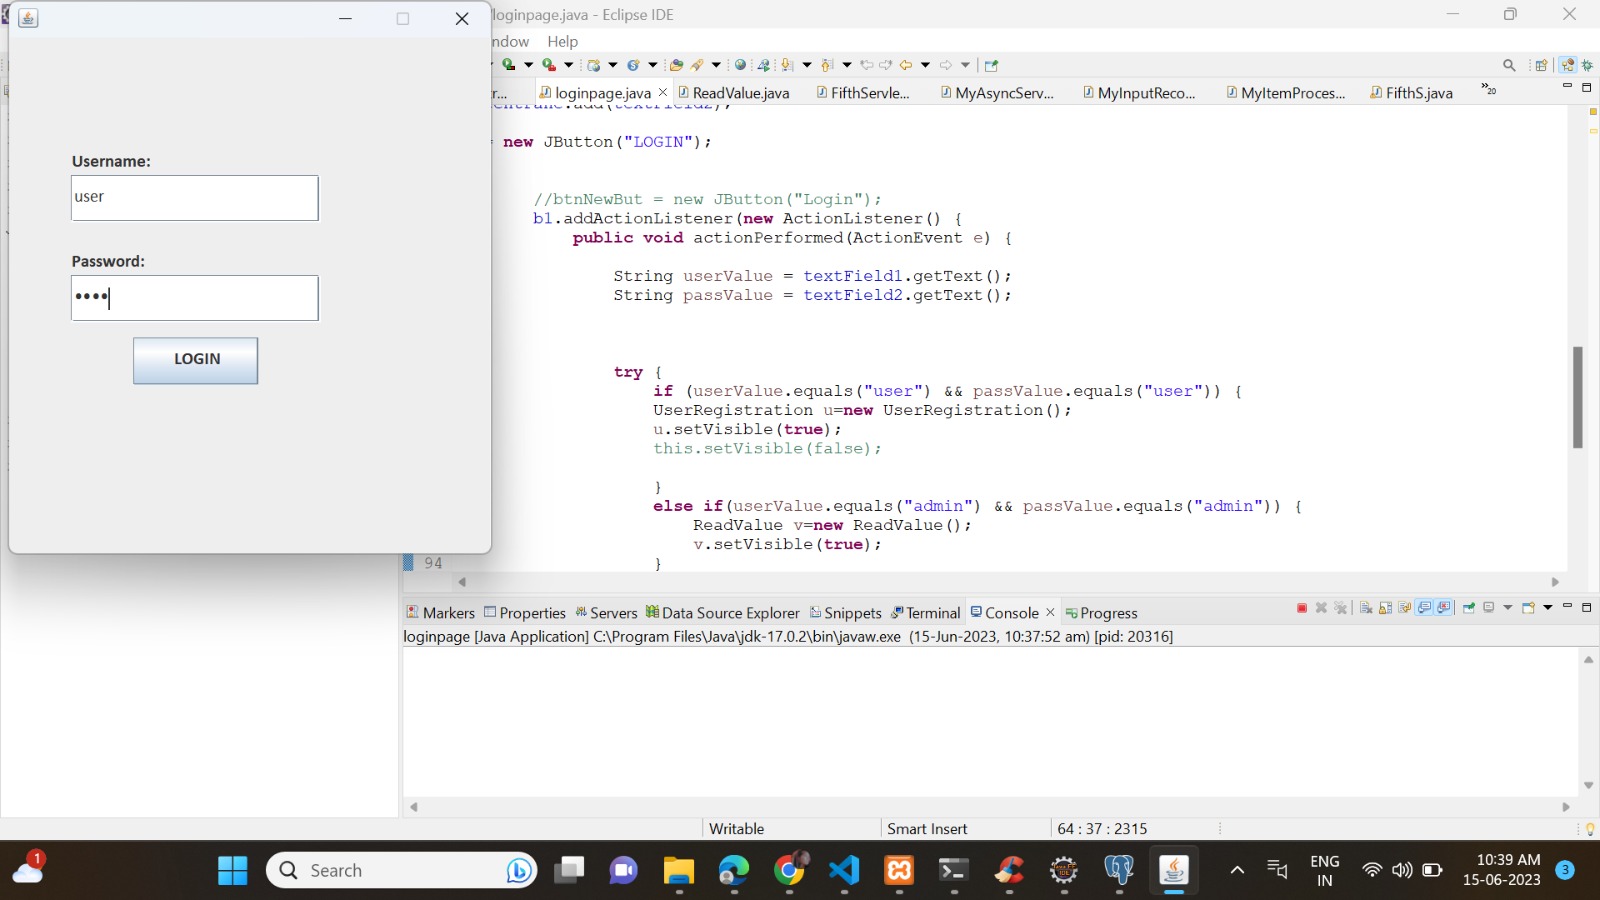 loginpage.java - Eclipse IDE
ndow Help
r... loginpage.java ReadValue.java FifthServle... MyAsyncServ... MyInputReco... MyItemProces... FifthS.java »20
new JButton("LOGIN");
//btnNewBut = new JButton("Login");
b1.addActionListener(new ActionListener() {
public void actionPerformed(ActionEvent e) {
String userValue = textField1.getText();
String passValue = textField2.getText();
try {
if (userValue.equals("user") && passValue.equals("user")) {
UserRegistration u=new UserRegistration();
u.setVisible(true);
this.setVisible(false);
}
else if(userValue.equals("admin") && passValue.equals("admin")) {
ReadValue v=new ReadValue();
v.setVisible(true);
94 }
Username:
user
Password:
••••
LOGIN
Markers Properties Servers Data Source Explorer Snippets Terminal Console Progress
loginpage [Java Application] C:\Program Files\Java\jdk-17.0.2\bin\javaw.exe (15-Jun-2023, 10:37:52 am) [pid: 20316]
Writable Smart Insert 64 : 37 : 2315
1 Search ENG IN 10:39 AM 15-06-2023 3